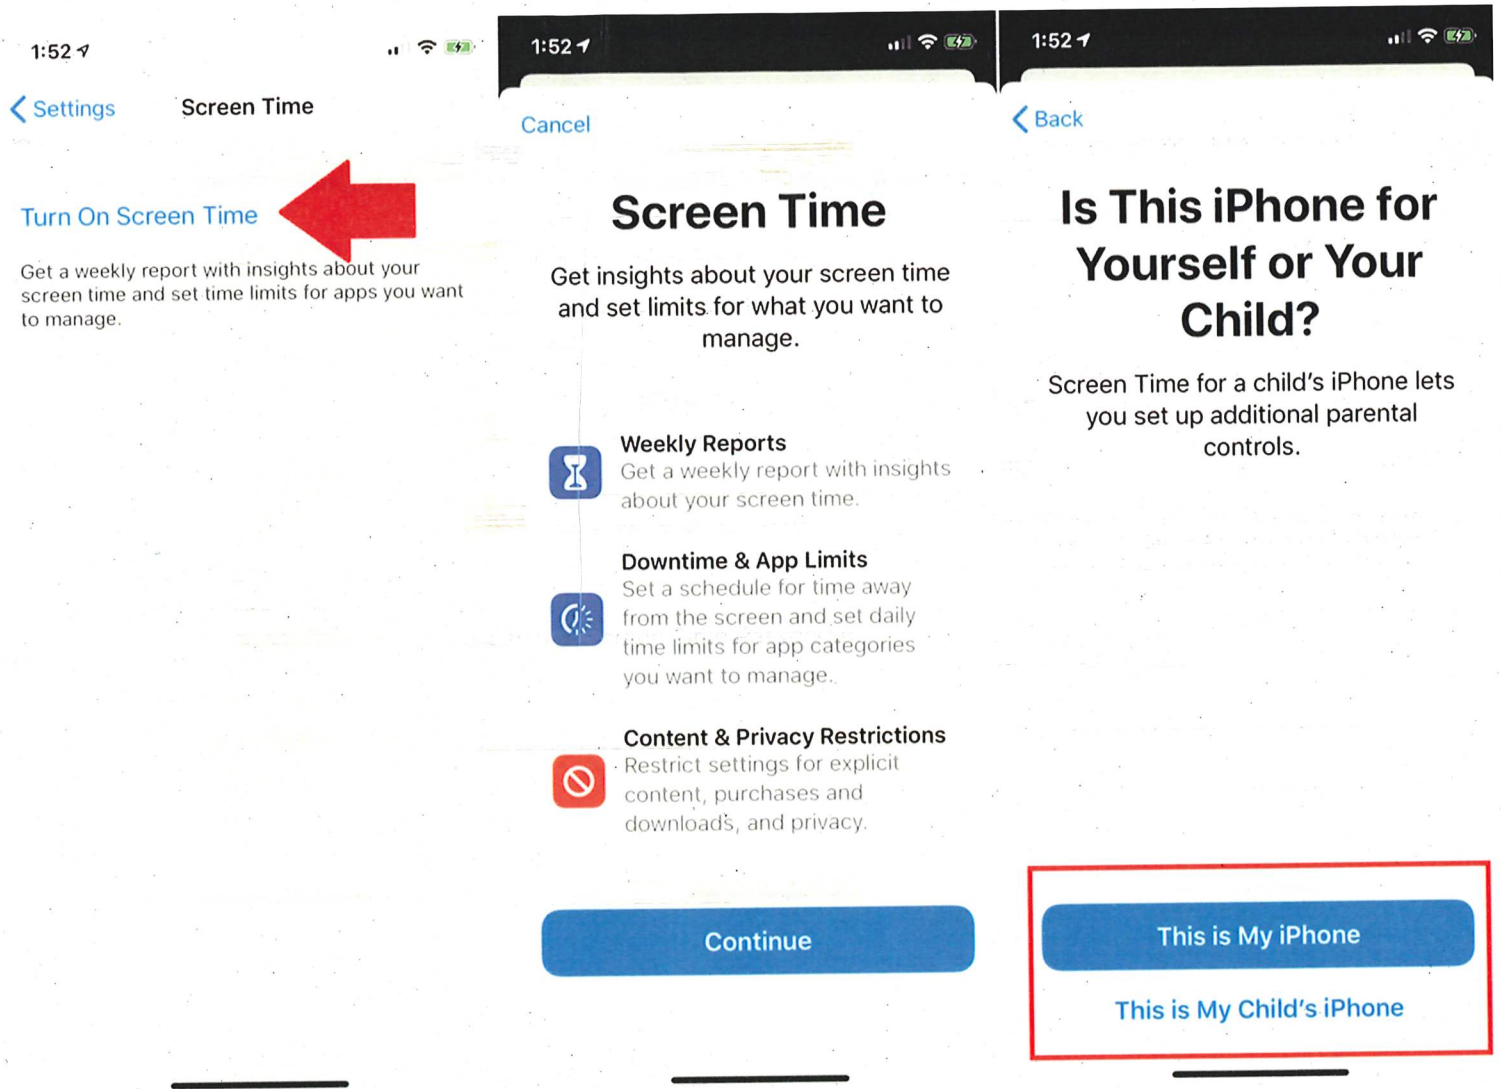 1:52
Settings
Screen Time
Turn On Screen Time
Get a weekly report with insights about your
screen time and set time limits for apps you want
to manage.
1:52
Cancel
Screen Time
Get insights about your screen time
and set limits for what you want to
manage.
Weekly Reports
Get a weekly report with insights
about your screen time.
Downtime & App Limits
Set a schedule for time away
from the screen and set daily
time limits for app categories
you want to manage.
Content & Privacy Restrictions
Restrict settings for explicit
content, purchases and
downloads, and privacy.
Continue
1:52
Back
Is This iPhone for
Yourself or Your
Child?
Screen Time for a child's iPhone lets
you set up additional parental
controls.
This is My iPhone
This is My Child's iPhone